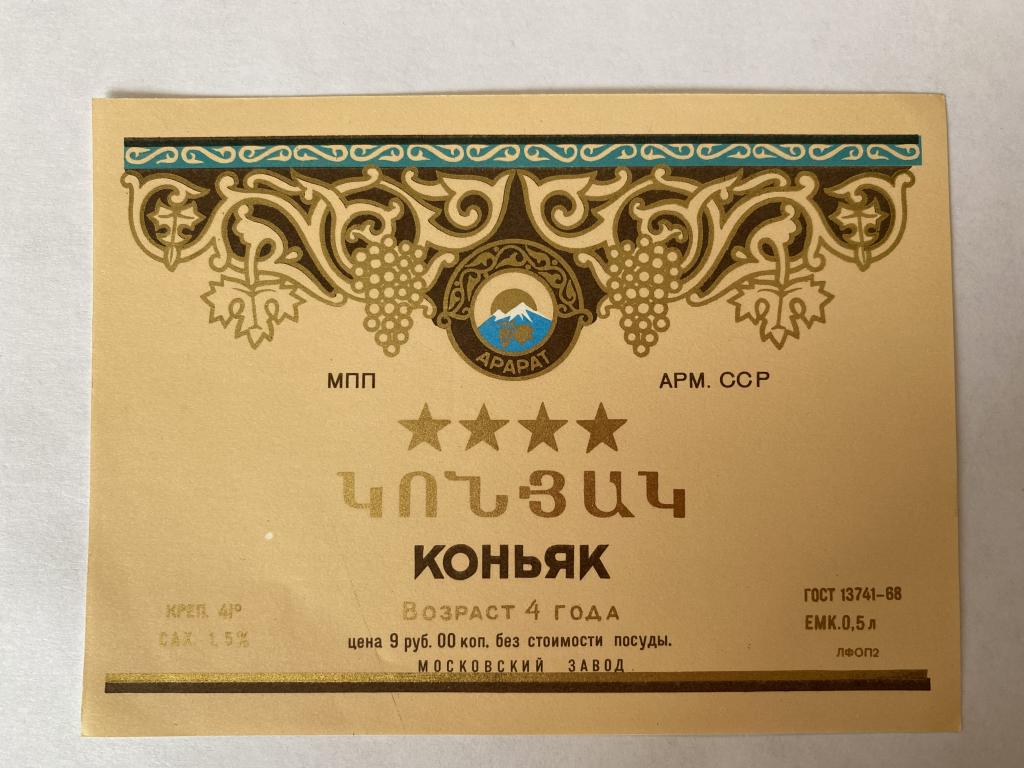 АРАРАТ
МПП
АРМ. ССР
ԿՈՆՅԱԿ
КОНЬЯК
КРЕП. 41°
САХ. 1,5%
ВОЗРАСТ 4 ГОДА
цена 9 руб. 00 коп. без стоимости посуды.
МОСКОВСКИЙ ЗАВОД
ГОСТ 13741-68
ЕМК.0,5 л
ЛФОП2